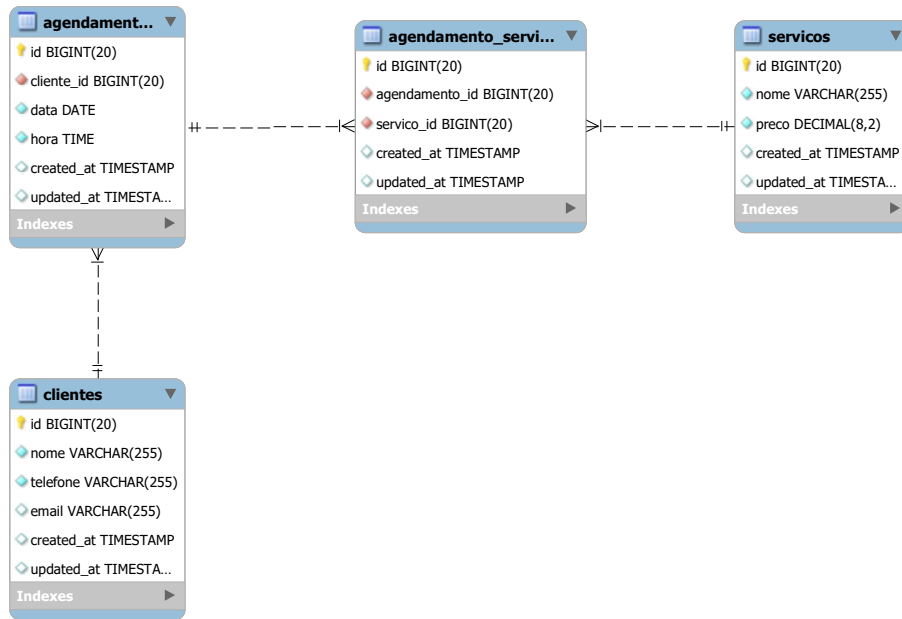 agendament...
id BIGINT(20)
cliente_id BIGINT(20)
data DATE
hora TIME
created_at TIMESTAMP
updated_at TIMESTA...
Indexes
agendamento_servi...
id BIGINT(20)
agendamento_id BIGINT(20)
servico_id BIGINT(20)
created_at TIMESTAMP
updated_at TIMESTAMP
Indexes
servicos
id BIGINT(20)
nome VARCHAR(255)
preco DECIMAL(8,2)
created_at TIMESTAMP
updated_at TIMESTA...
Indexes
clientes
id BIGINT(20)
nome VARCHAR(255)
telefone VARCHAR(255)
email VARCHAR(255)
created_at TIMESTAMP
updated_at TIMESTA...
Indexes